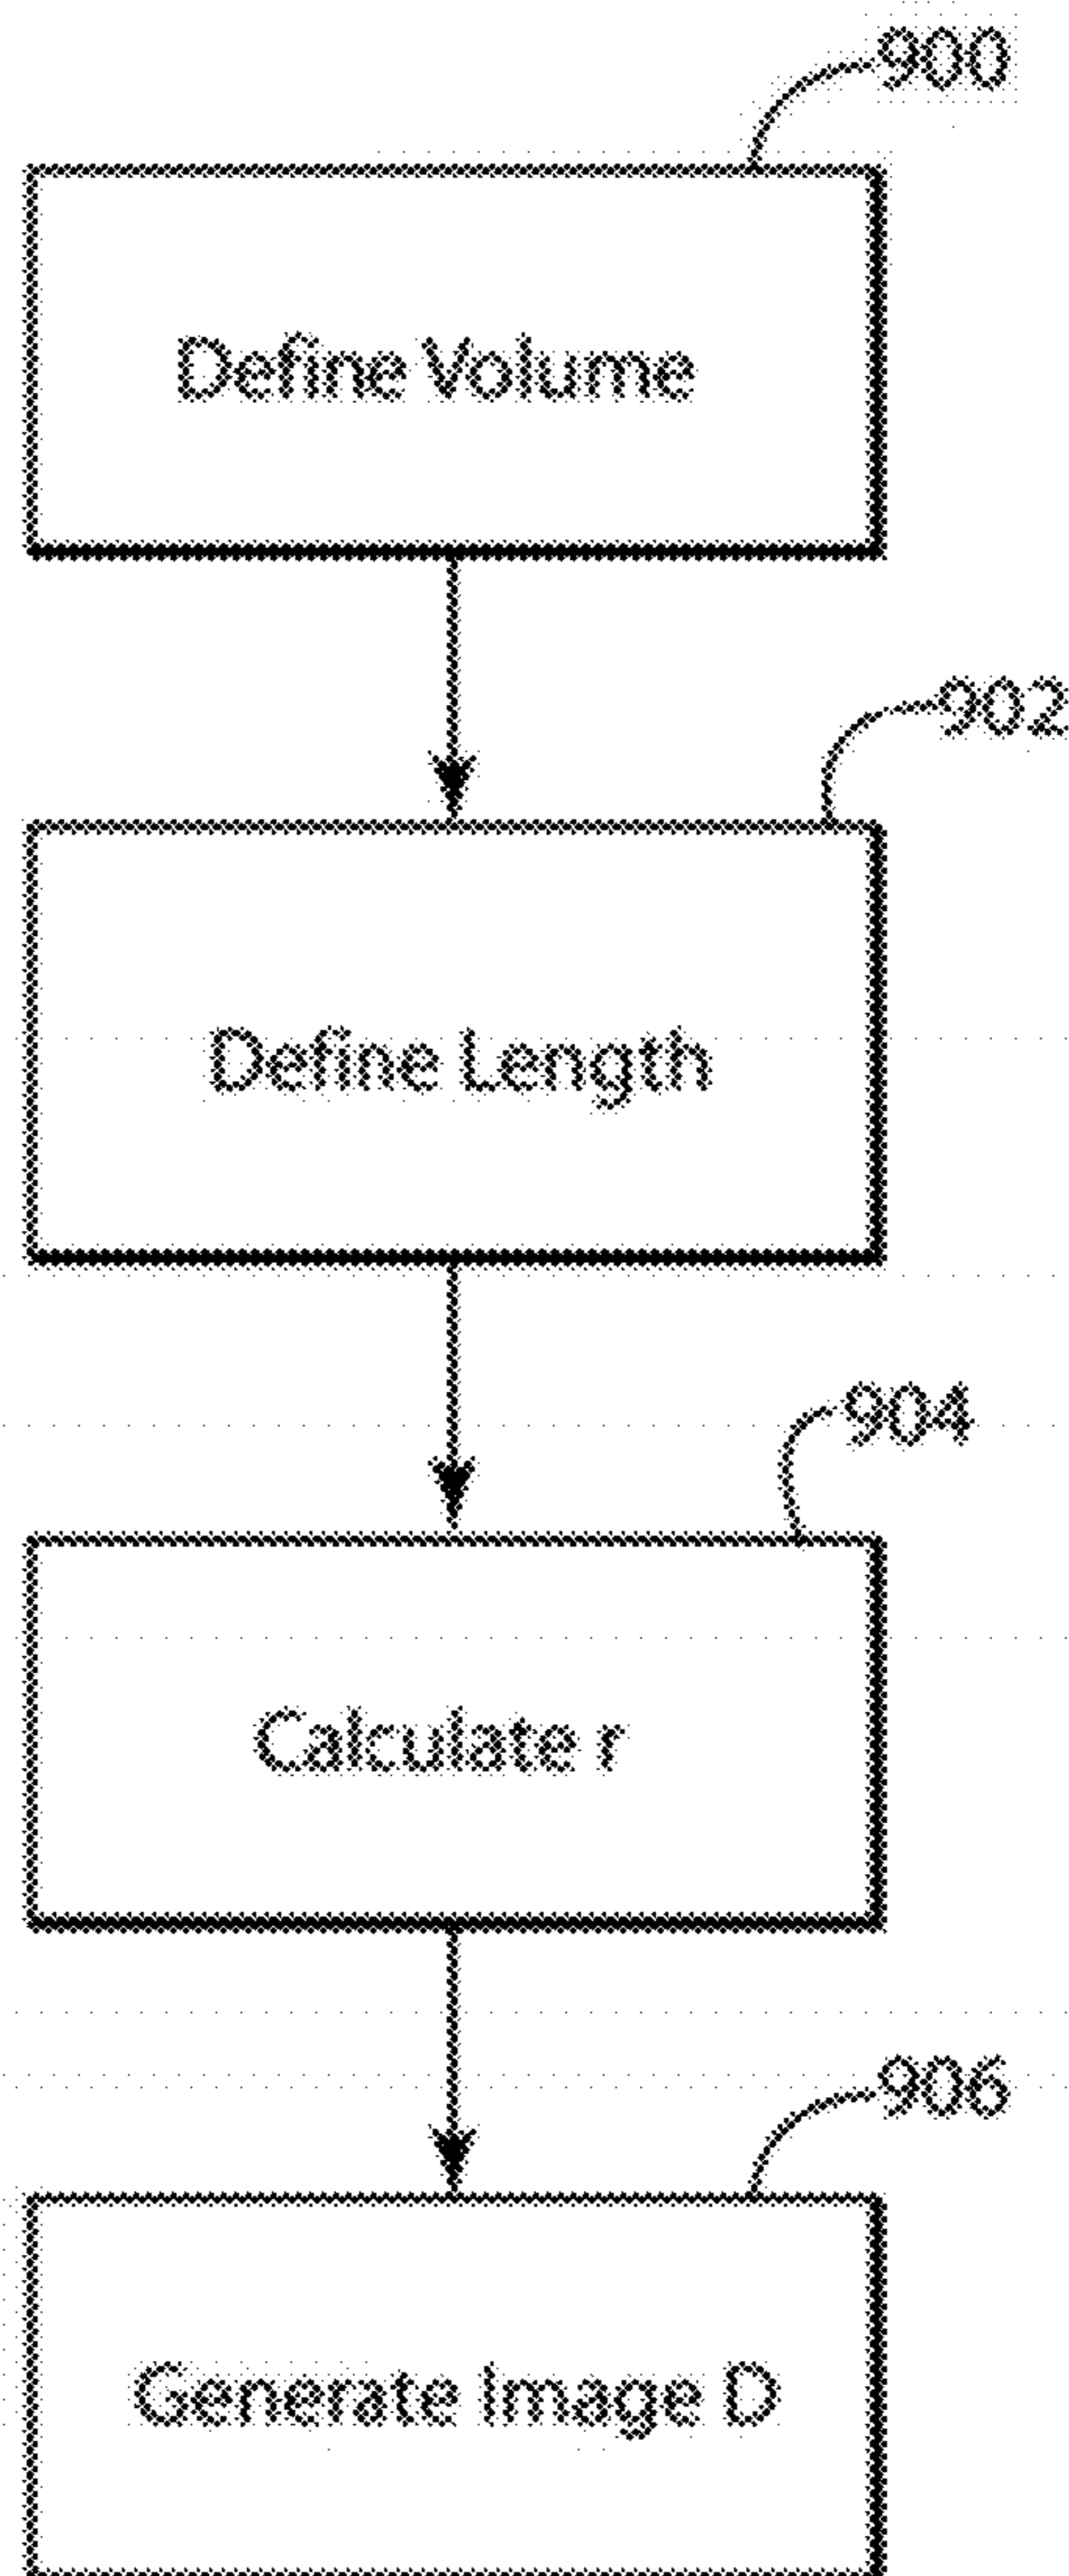 900
Define Volume
902
Define Length
904
Calculate r
906
Generate Image D